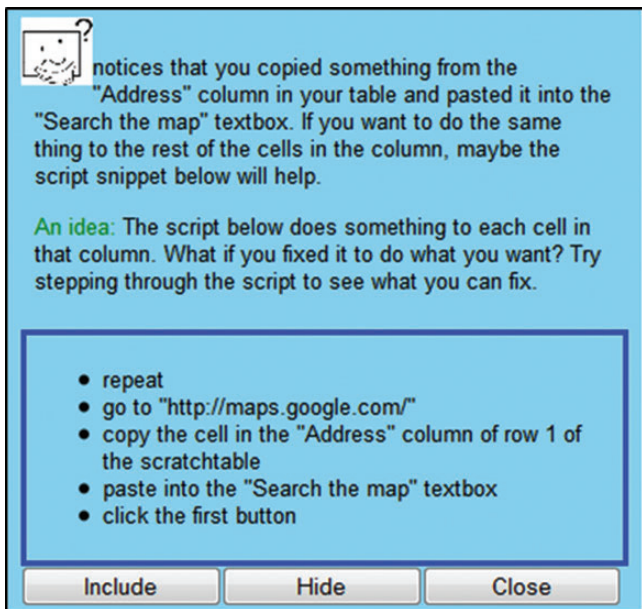 ?
notices that you copied something from the
"Address" column in your table and pasted it into the
"Search the map" textbox. If you want to do the same
thing to the rest of the cells in the column, maybe the
script snippet below will help.
An idea: The script below does something to each cell in
that column. What if you fixed it to do what you want? Try
stepping through the script to see what you can fix.
• repeat
• go to "http://maps.google.com/"
• copy the cell in the "Address" column of row 1 of
the scratchtable
• paste into the "Search the map" textbox
• click the first button
Include Hide Close